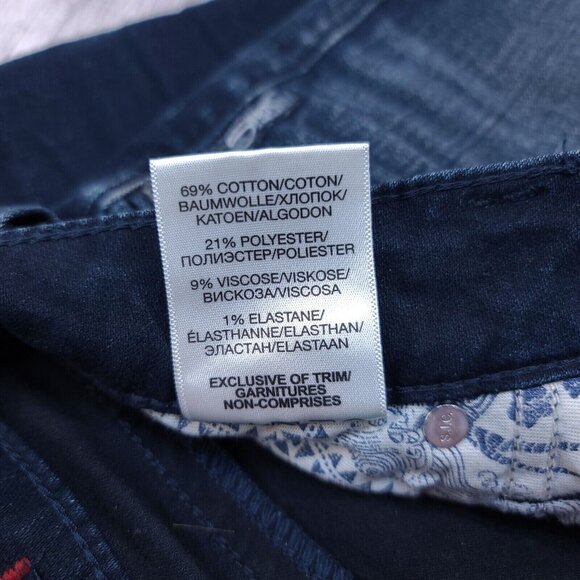 69% COTTON/COTON/
BAUMWOLLE/ХЛОПОК/
KATOEN/ALGODON
21% POLYESTER/
ПОЛИЭСТЕР/POLIESTER
9% VISCOSE/VISKOSE/
ВИСКОЗА/VISCOSA
1% ELASTANE/
ÉLASTHANNE/ELASTHAN/
ЭЛАСТАН/ELASTAAN
EXCLUSIVE OF TRIM/
GARNITURES
NON-COMPRISES